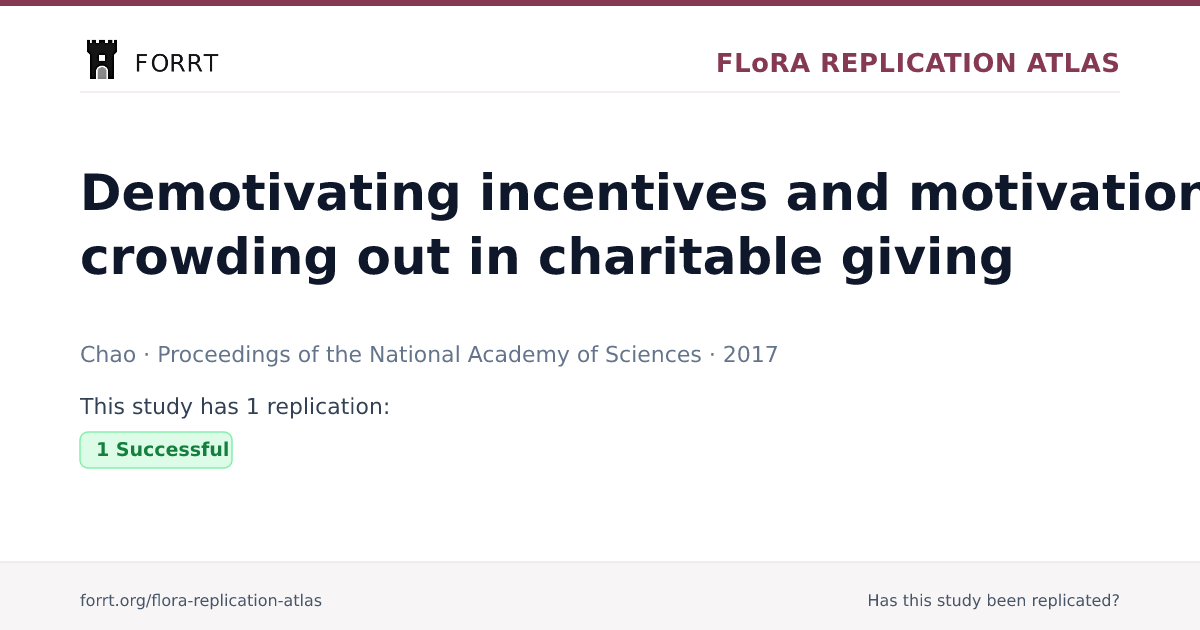 FORRT
FLoRA REPLICATION ATLAS
Demotivating incentives and motivation
crowding out in charitable giving
Chao · Proceedings of the National Academy of Sciences · 2017
This study has 1 replication:
1 Successful
forrt.org/flora-replication-atlas
Has this study been replicated?